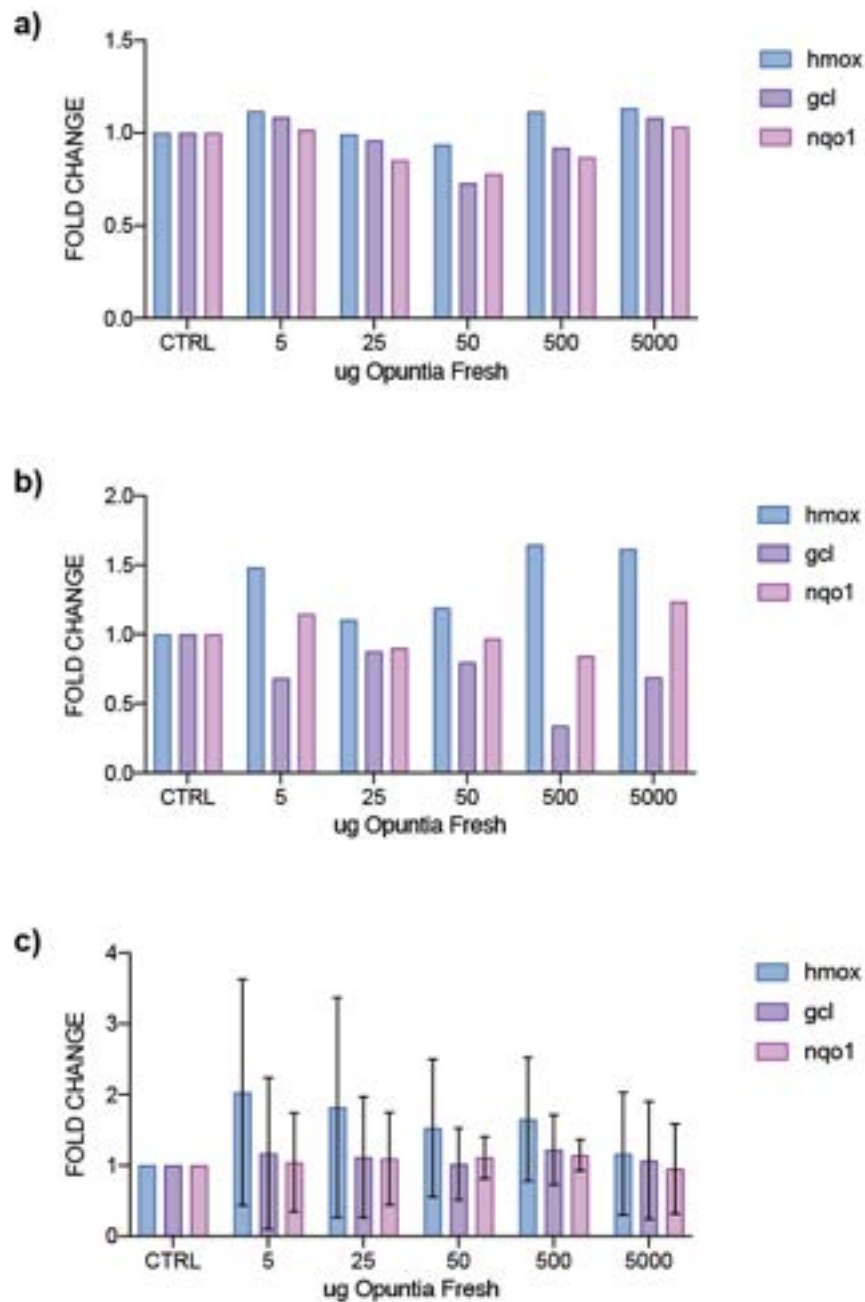 a)
1.5
1.0
0.5
0.0
FOLD CHANGE
CTRL 5 25 50 500 5000
ug Opuntia Fresh
hmox
gcl
nqo1
b)
2.0
1.5
1.0
0.5
0.0
FOLD CHANGE
CTRL 5 25 50 500 5000
ug Opuntia Fresh
hmox
gcl
nqo1
c)
4
3
2
1
0
FOLD CHANGE
CTRL 5 25 50 500 5000
ug Opuntia Fresh
hmox
gcl
nqo1